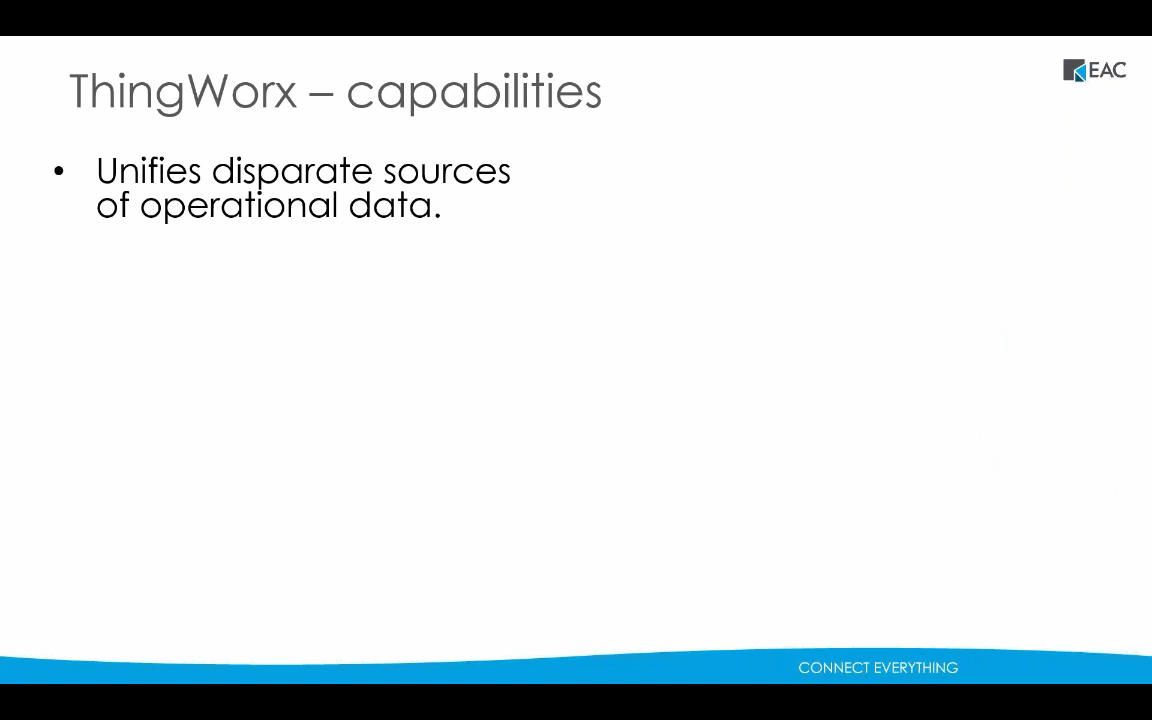 ThingWorx – capabilities
EAC
• Unifies disparate sources
of operational data.
CONNECT EVERYTHING